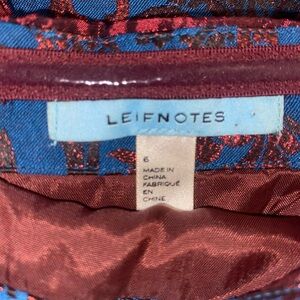 LEIFNOTES
6
MADE IN
CHINA
FABRIQUÉ
EN
CHINE